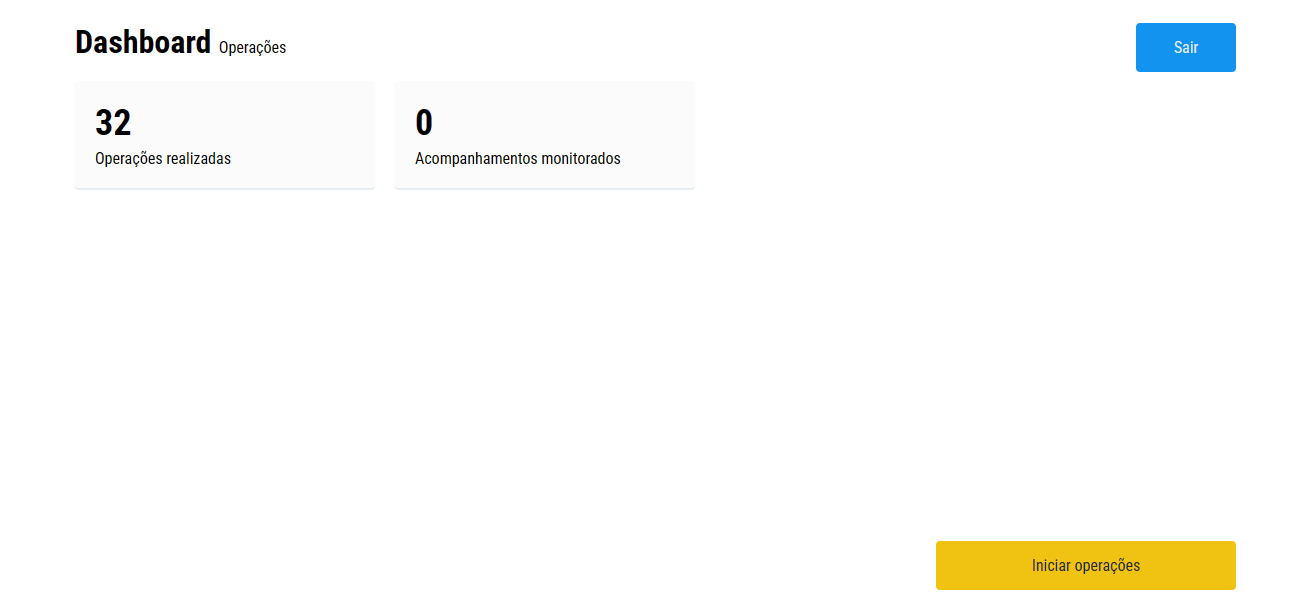 Dashboard Operações
Sair
32
Operações realizadas
0
Acompanhamentos monitorados
Iniciar operações